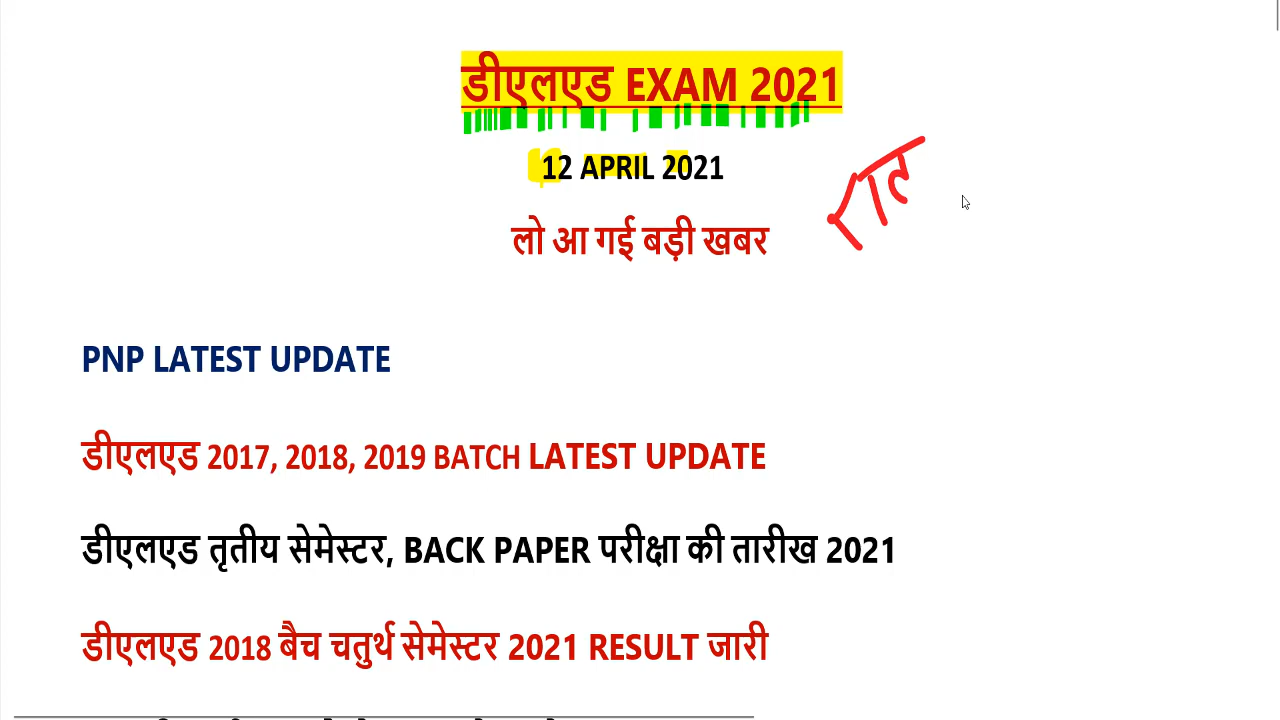 डीएलएड EXAM 2021
12 APRIL 2021
रात
लो आ गई बड़ी खबर
PNP LATEST UPDATE
डीएलएड 2017, 2018, 2019 BATCH LATEST UPDATE
डीएलएड तृतीय सेमेस्टर, BACK PAPER परीक्षा की तारीख 2021
डीएलएड 2018 बैच चतुर्थ सेमेस्टर 2021 RESULT जारी